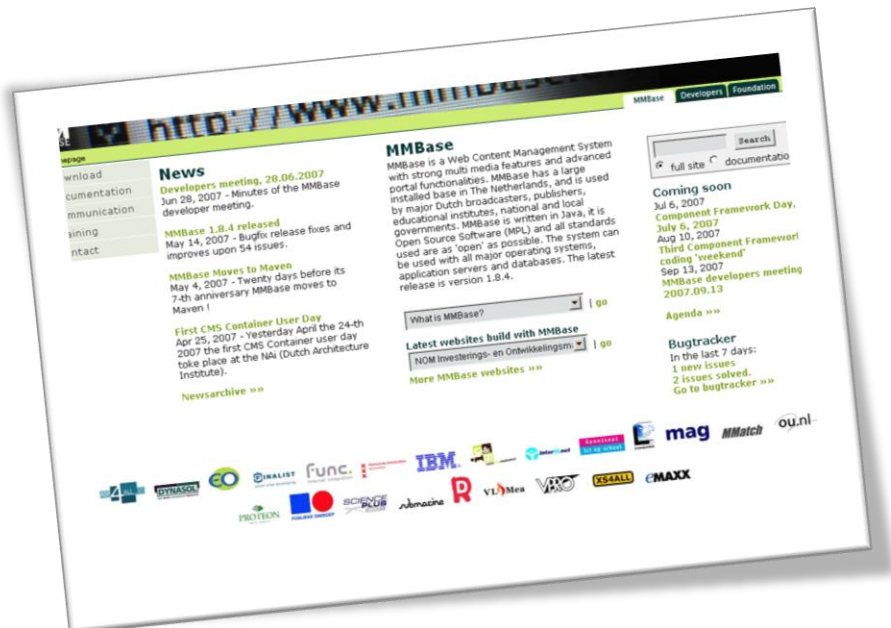 http://www.mmbase.
MMBase
Developers
Foundation
News
Developers meeting, 28.06.2007
Jun 28, 2007 - Minutes of the MMBase
developer meeting.
MMBase 1.8.4 released
May 14, 2007 - Bugfix release fixes and
improves upon 54 issues.
MMBase Moves to Maven
May 4, 2007 - Twenty days before its
7-th anniversary MMBase moves to
Maven !
First CMS Container User Day
Apr 25, 2007 - Yesterday April the 24-th
2007 the first CMS Container user day
toke place at the NAi (Dutch Architecture
Institute).
Newsarchive »»
MMBase
MMBase is a Web Content Management System
with strong multi media features and advanced
portal functionalities. MMBase has a large
installed base in The Netherlands, and is used
by major Dutch broadcasters, publishers,
educational institutes, national and local
governments. MMBase is written in Java, it is
Open Source Software (MPL) and all standards
used are as 'open' as possible. The system can
be used with all major operating systems,
application servers and databases. The latest
release is version 1.8.4.
What is MMBase?
| go
Latest websites build with MMBase
NOM Investerings- en Ontwikkelingsma
| go
More MMBase websites »»
Search
full site
documentatio
Coming soon
Jul 6, 2007
Component Framework Day,
July 6, 2007
Aug 10, 2007
Third Component Framework
coding 'weekend'
Sep 13, 2007
MMBase developers meeting
2007.09.13
Agenda »»
Bugtracker
In the last 7 days:
1 new issues
2 issues solved.
Go to bugtracker »»
wnload
cumentation
mmunication
aining
ntact
DYNASOL
EO
FINALIST
func.
IBM
mag
MMatch
ou.nl
PROTEON
PUBLIEKE OMROEP
SCIENCE
PLUS
submarine
R
VPRO
XS4ALL
eMAXX